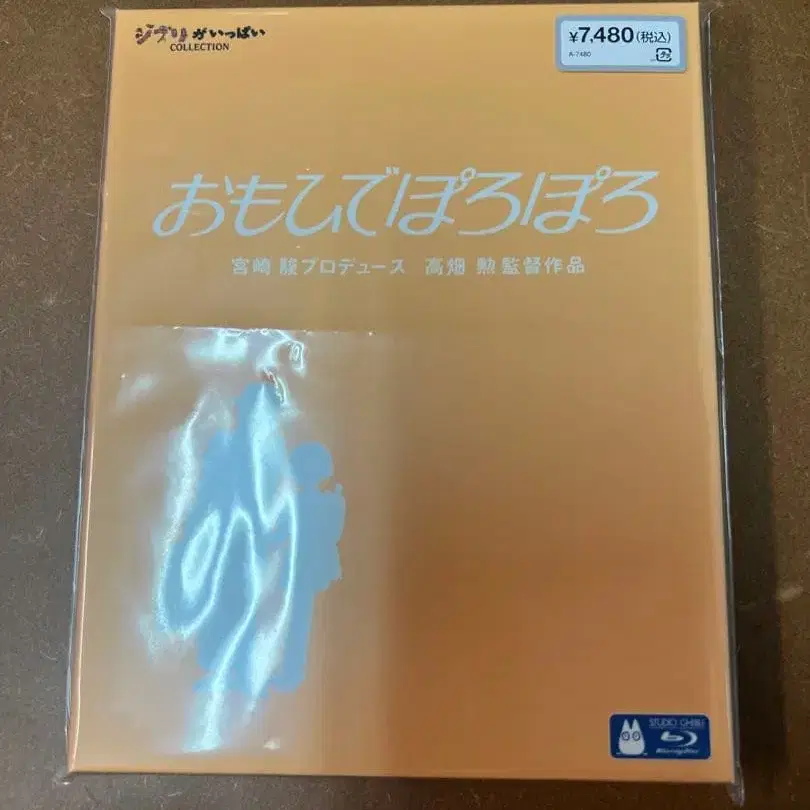 ジブリがいっぱい
COLLECTION
¥7,480(税込)
A-7480
おもひでぽろぽろ
宮崎 駿プロデュース 高畑 勲監督作品
STUDIO GHIBLI
Blu-ray Disc